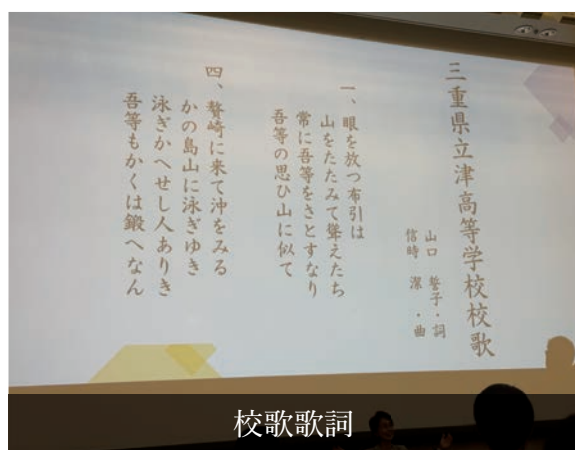 三重県立津高等学校校歌
山口 誓子・詞
信時 潔・曲
一、眼を放つ布引は
山をたたみて聳えたち
常に吾等をさとすなり
吾等の思ひ山に似て
四、贄崎に来て沖をみる
かの島山に泳ぎゆき
泳ぎかへせし人ありき
吾等もかくは鍛へなん
校歌歌詞